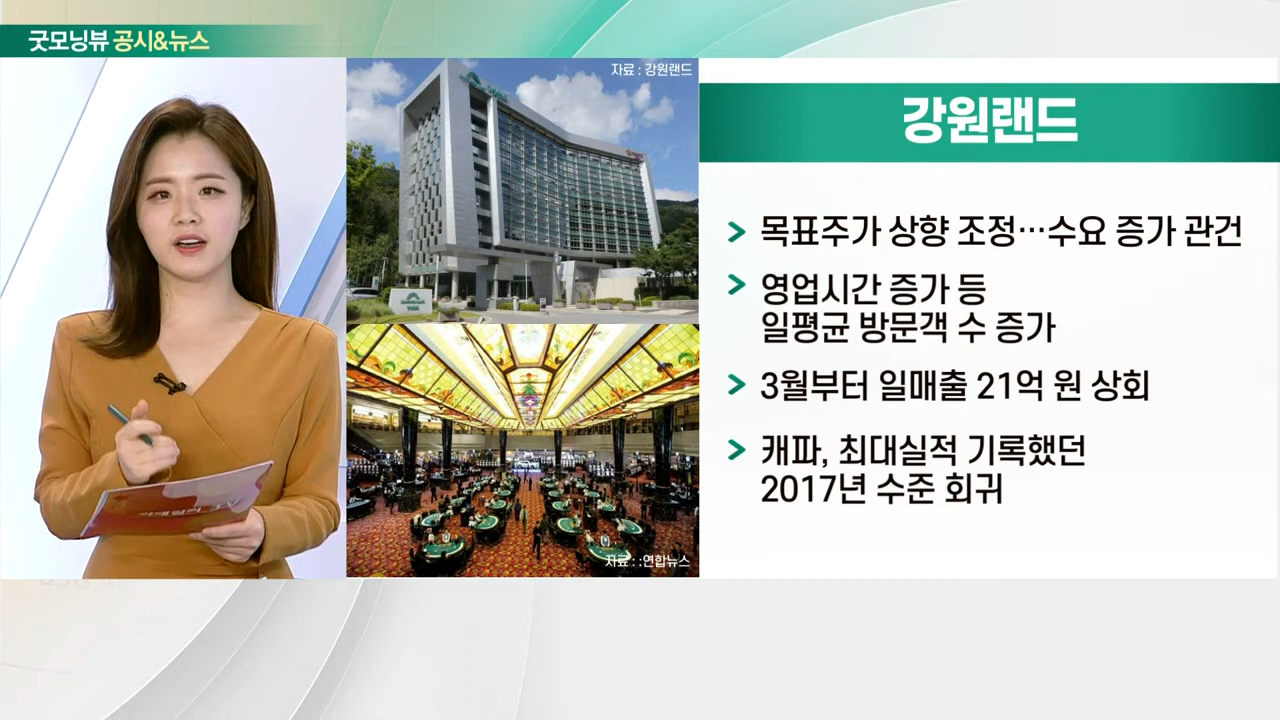 굿모닝뷰 공시&뉴스
자료 : 강원랜드
자료 : :연합뉴스
강원랜드
목표주가 상향 조정…수요 증가 관건
영업시간 증가 등
일평균 방문객 수 증가
3월부터 일매출 21억 원 상회
캐파, 최대실적 기록했던
2017년 수준 회귀